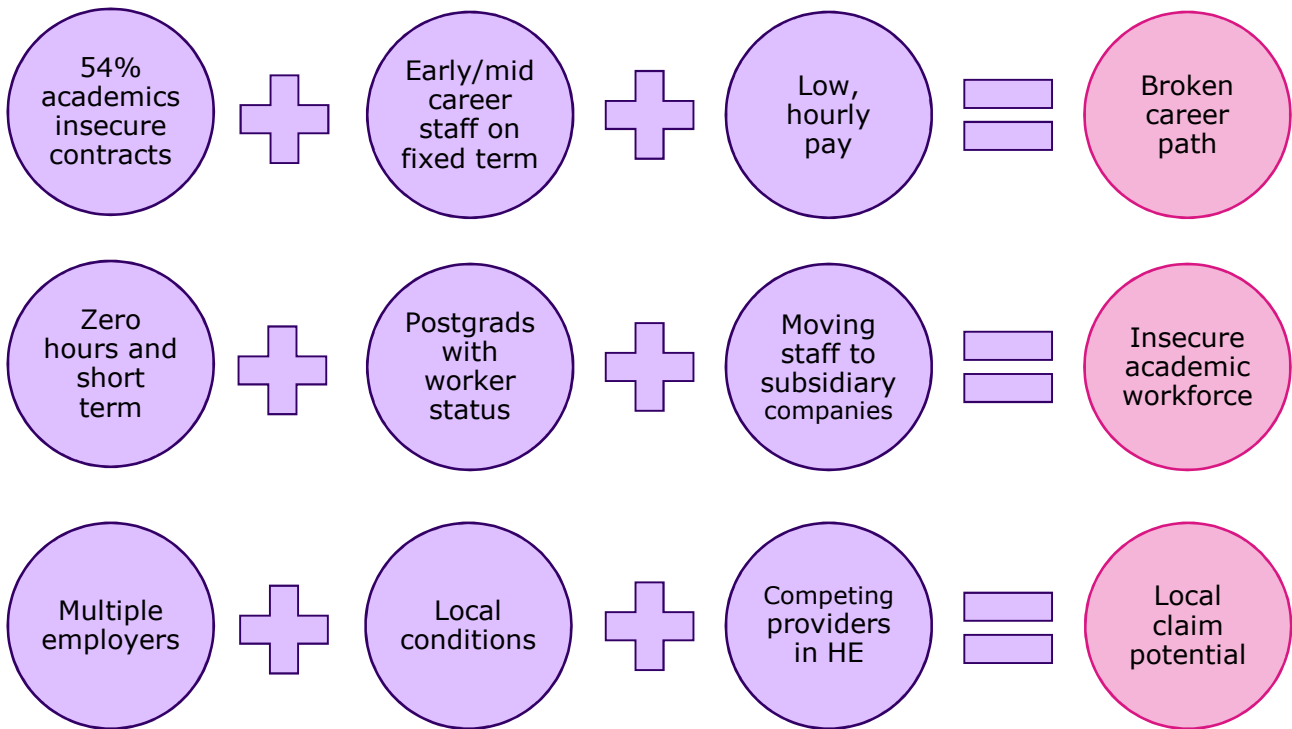 54%
academics
insecure
contracts
Early/mid
career
staff on
fixed term
Low,
hourly
pay
Broken
career
path
Zero
hours and
short
term
Postgrads
with
worker
status
Moving
staff to
subsidiary
companies
Insecure
academic
workforce
Multiple
employers
Local
conditions
Competing
providers
in HE
Local
claim
potential